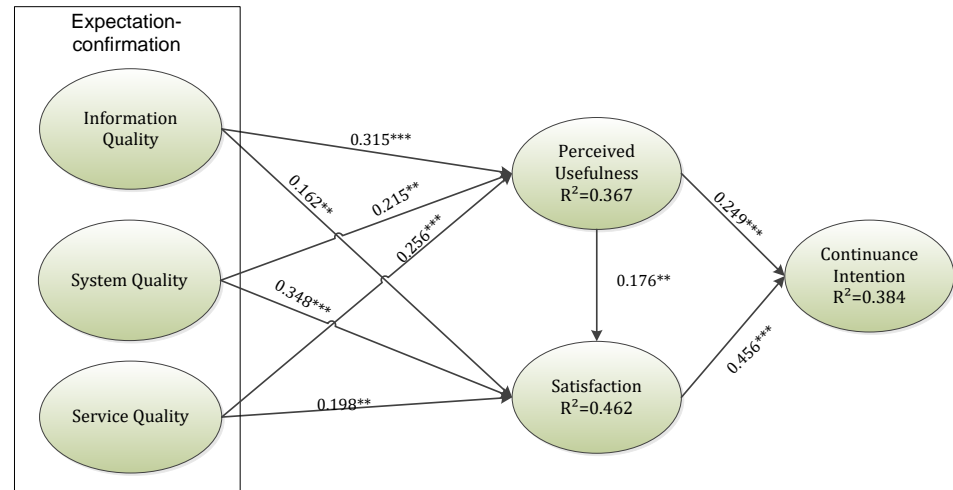 Expectation-
confirmation
Information
Quality
0.315***
Perceived
Usefulness
R²=0.367
0.162**
0.215**
0.249***
0.256***
System Quality
0.176**
Continuance
Intention
R²=0.384
0.348***
0.456***
Service Quality
0.198**
Satisfaction
R²=0.462